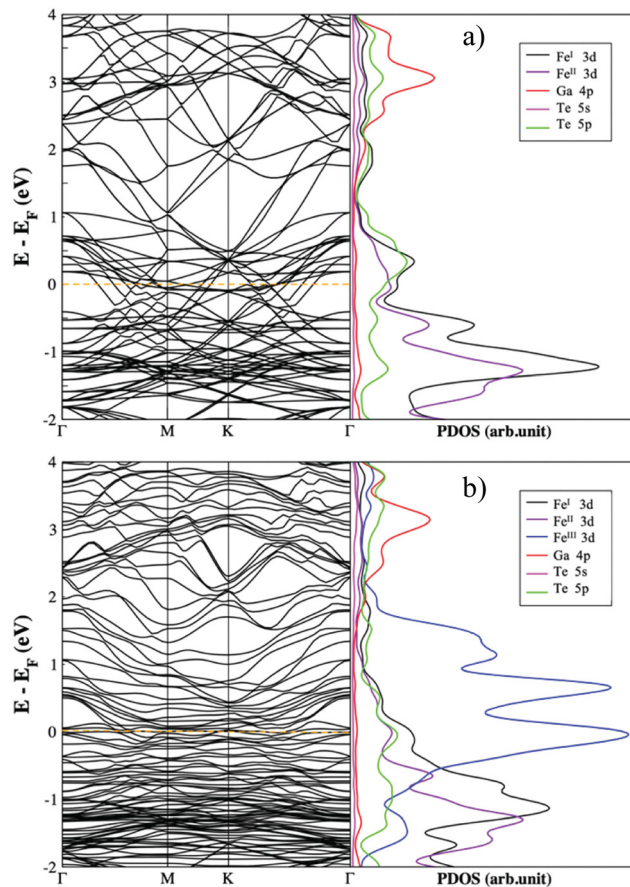 4
a)
Fe^I 3d
Fe^II 3d
Ga 4p
Te 5s
Te 5p
3
2
1
E - E_F (eV)
0
-1
-2
Γ M K Γ PDOS (arb.unit)
4
b)
Fe^I 3d
Fe^II 3d
Fe^III 3d
Ga 4p
Te 5s
Te 5p
3
2
1
E - E_F (eV)
0
-1
-2
Γ M K Γ PDOS (arb.unit)